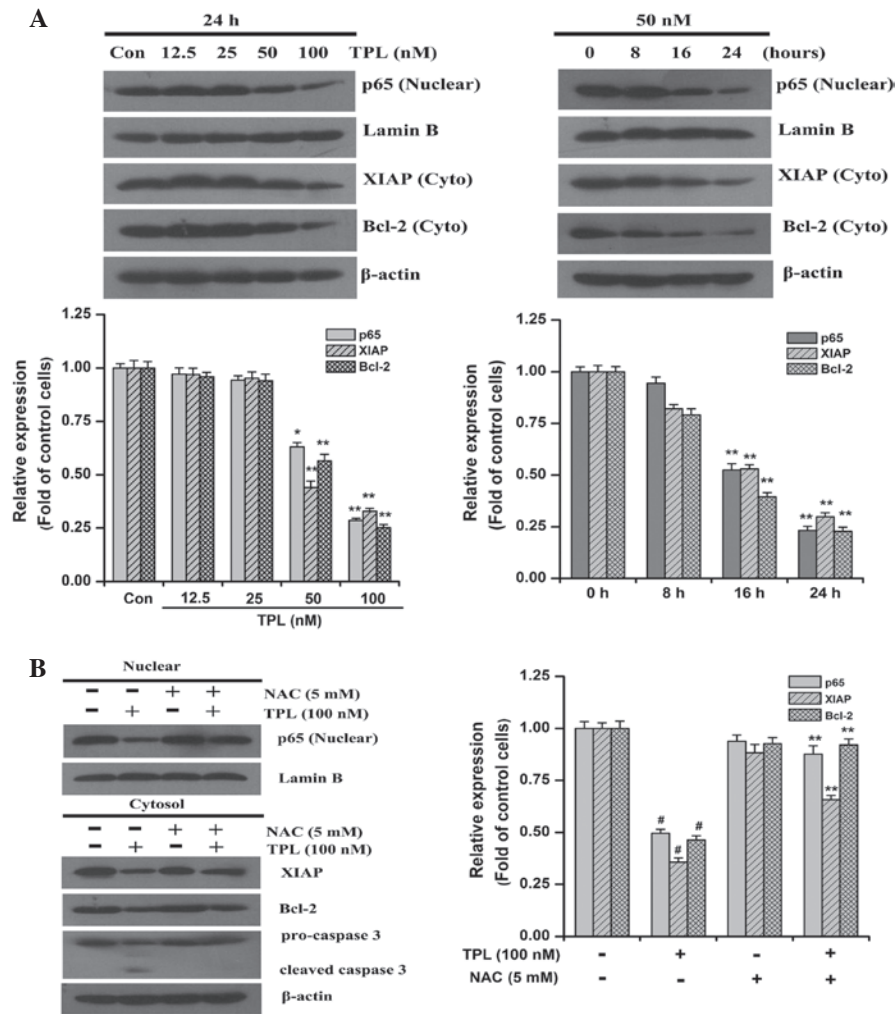 A
24 h
Con 12.5 25 50 100 TPL (nM)
p65 (Nuclear)
Lamin B
XIAP (Cyto)
Bcl-2 (Cyto)
β-actin
50 nM
0 8 16 24 (hours)
p65 (Nuclear)
Lamin B
XIAP (Cyto)
Bcl-2 (Cyto)
β-actin
Relative expression
(Fold of control cells)
1.25
1.00
0.75
0.50
0.25
0.00
p65
XIAP
Bcl-2
* ** **
** ** **
Con 12.5 25 50 100
TPL (nM)
Relative expression
(Fold of control cells)
1.25
1.00
0.75
0.50
0.25
0.00
p65
XIAP
Bcl-2
** ** **
** ** **
0 h 8 h 16 h 24 h
B
Nuclear
- - + + NAC (5 mM)
- + - + TPL (100 nM)
p65 (Nuclear)
Lamin B
Cytosol
- - + + NAC (5 mM)
- + - + TPL (100 nM)
XIAP
Bcl-2
pro-caspase 3
cleaved caspase 3
β-actin
Relative expression
(Fold of control cells)
1.25
1.00
0.75
0.50
0.25
0.00
p65
XIAP
Bcl-2
# # #
** ** **
TPL (100 nM) - + - +
NAC (5 mM) - - + +